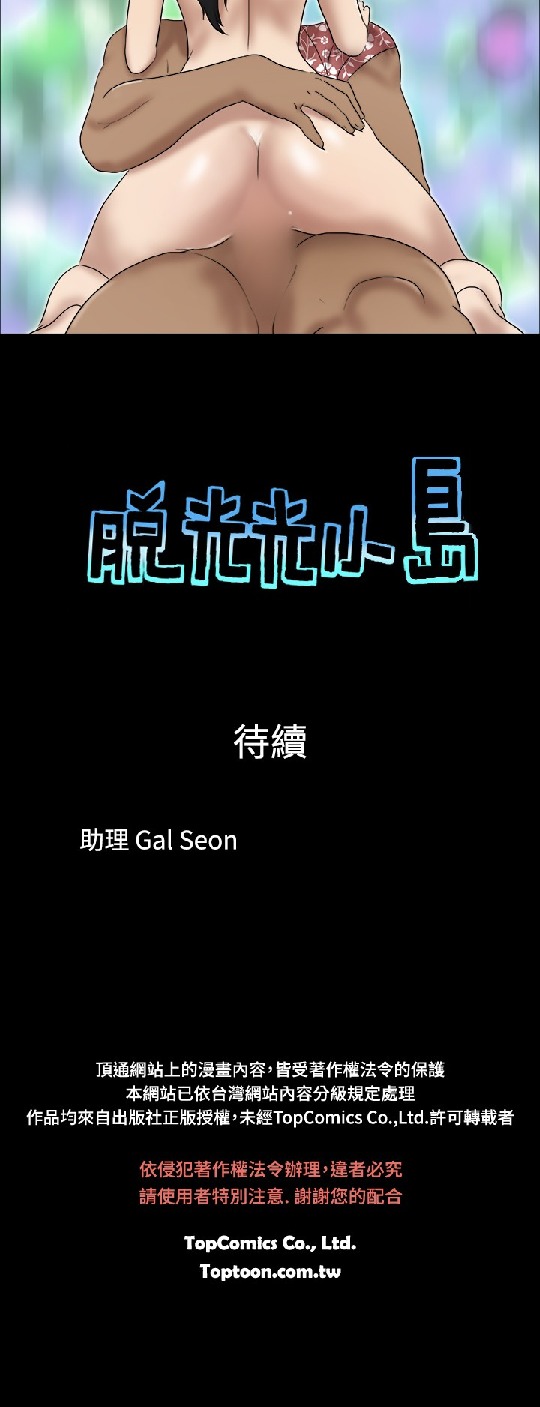 脫光光小島
待續
助理 Gal Seon
頂通網站上的漫畫內容，皆受著作權法令的保護
本網站已依台灣網站內容分級規定處理
作品均來自出版社正版授權，未經TopComics Co.,Ltd.許可轉載者
依侵犯著作權法令辦理，違者必究
請使用者特別注意. 謝謝您的配合
TopComics Co., Ltd.
Toptoon.com.tw